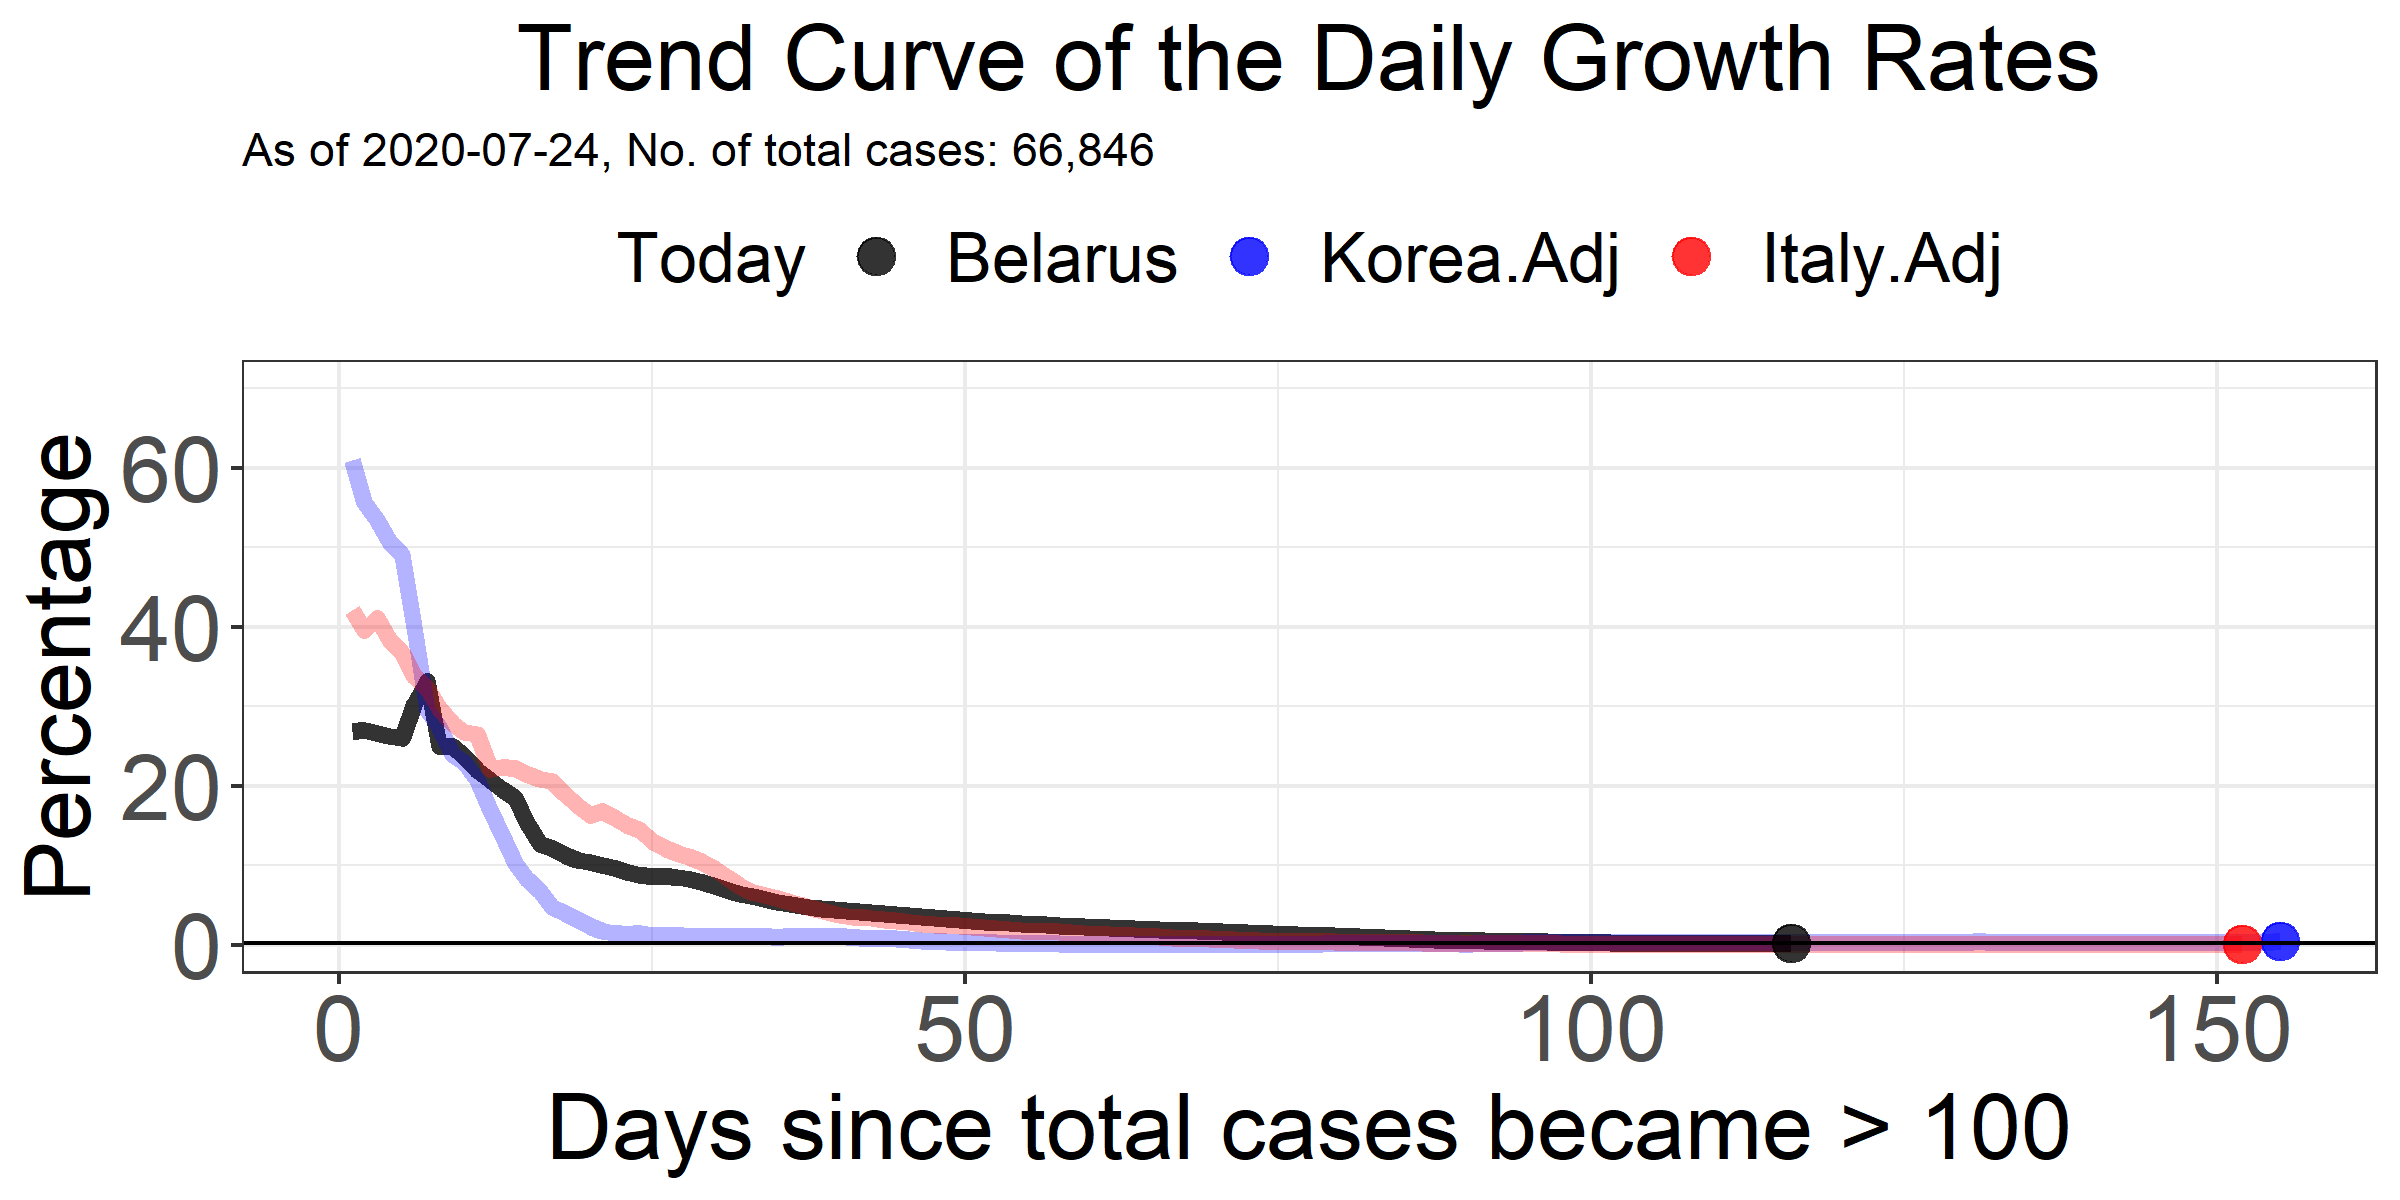 Trend Curve of the Daily Growth Rates
As of 2020-07-24, No. of total cases: 66,846
Today Belarus Korea.Adj Italy.Adj
Percentage
60
40
20
0
0 50 100 150
Days since total cases became > 100